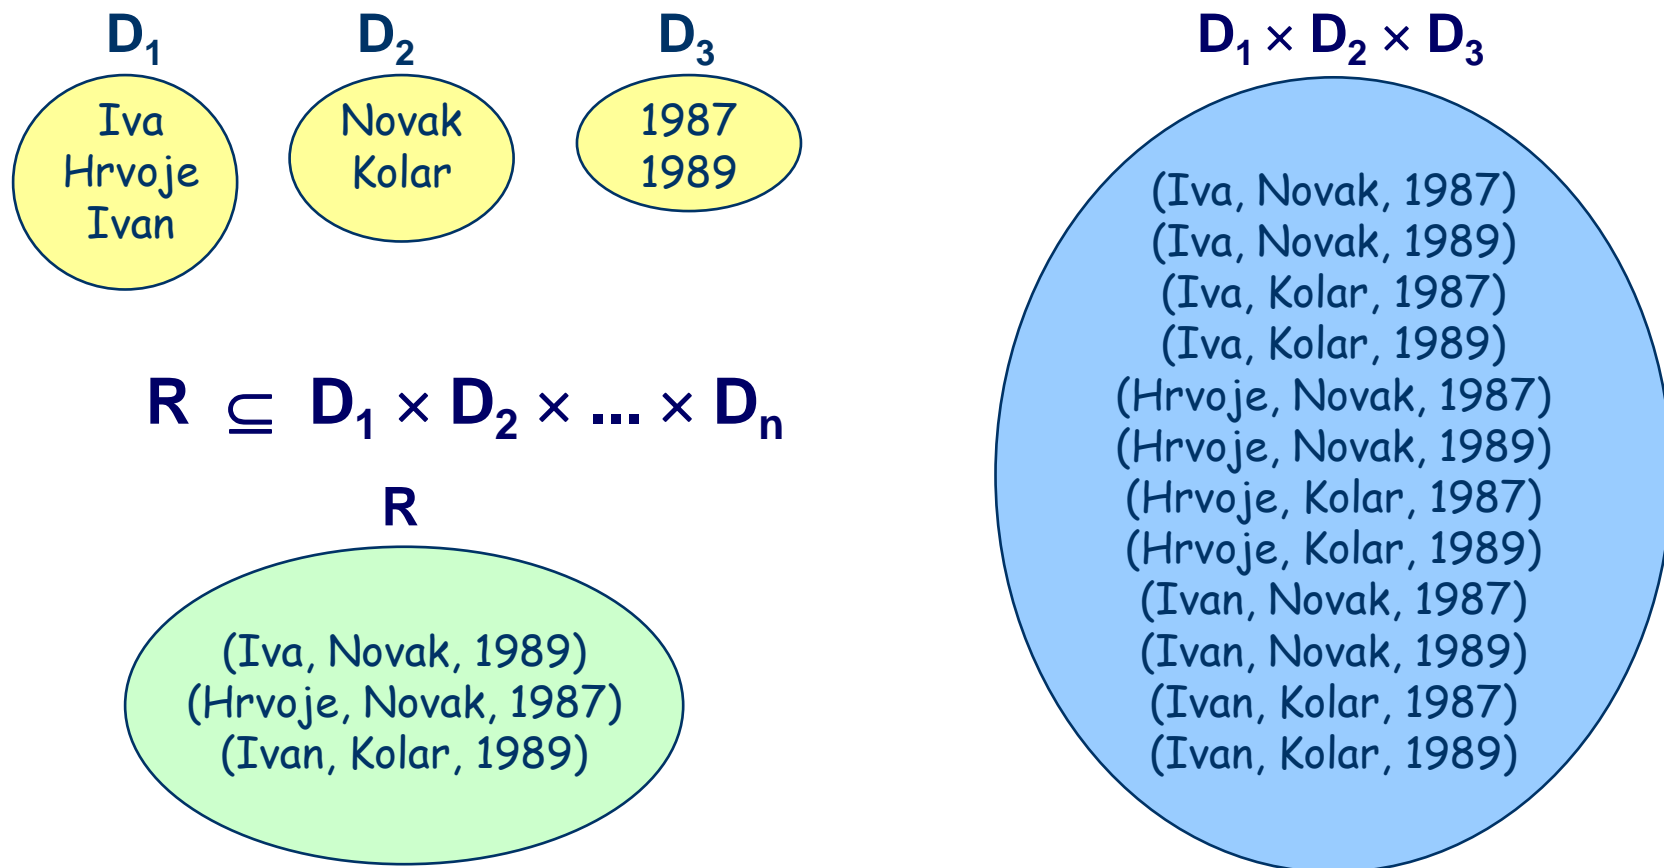 D₁ D₂ D₃
Iva
Hrvoje
Ivan
Novak
Kolar
1987
1989
R ⊆ D₁ × D₂ × ... × Dₙ
R
(Iva, Novak, 1989)
(Hrvoje, Novak, 1987)
(Ivan, Kolar, 1989)
D₁ × D₂ × D₃
(Iva, Novak, 1987)
(Iva, Novak, 1989)
(Iva, Kolar, 1987)
(Iva, Kolar, 1989)
(Hrvoje, Novak, 1987)
(Hrvoje, Novak, 1989)
(Hrvoje, Kolar, 1987)
(Hrvoje, Kolar, 1989)
(Ivan, Novak, 1987)
(Ivan, Novak, 1989)
(Ivan, Kolar, 1987)
(Ivan, Kolar, 1989)